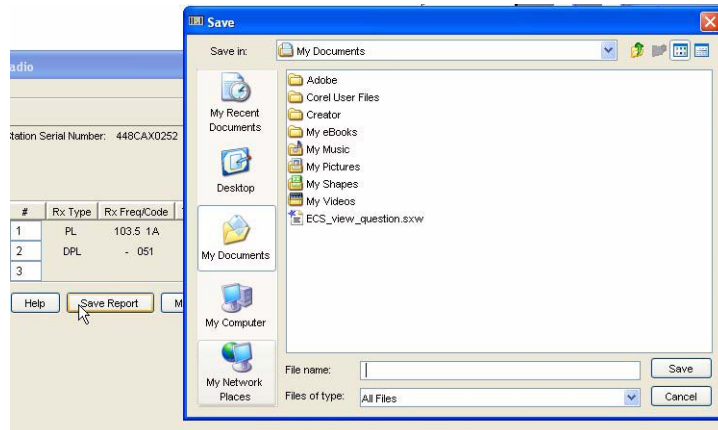 Save
Save in: My Documents
My Recent Documents
Desktop
My Documents
My Computer
My Network Places
Adobe
Corel User Files
Creator
My eBooks
My Music
My Pictures
My Shapes
My Videos
ECS_view_question.sxw
File name:
Save
Files of type: All Files
Cancel
adio
tation Serial Number: 448CAX0252
# Rx Type Rx Freq/Code
1 PL 103.5 1A
2 DPL - 051
3
Help Save Report M